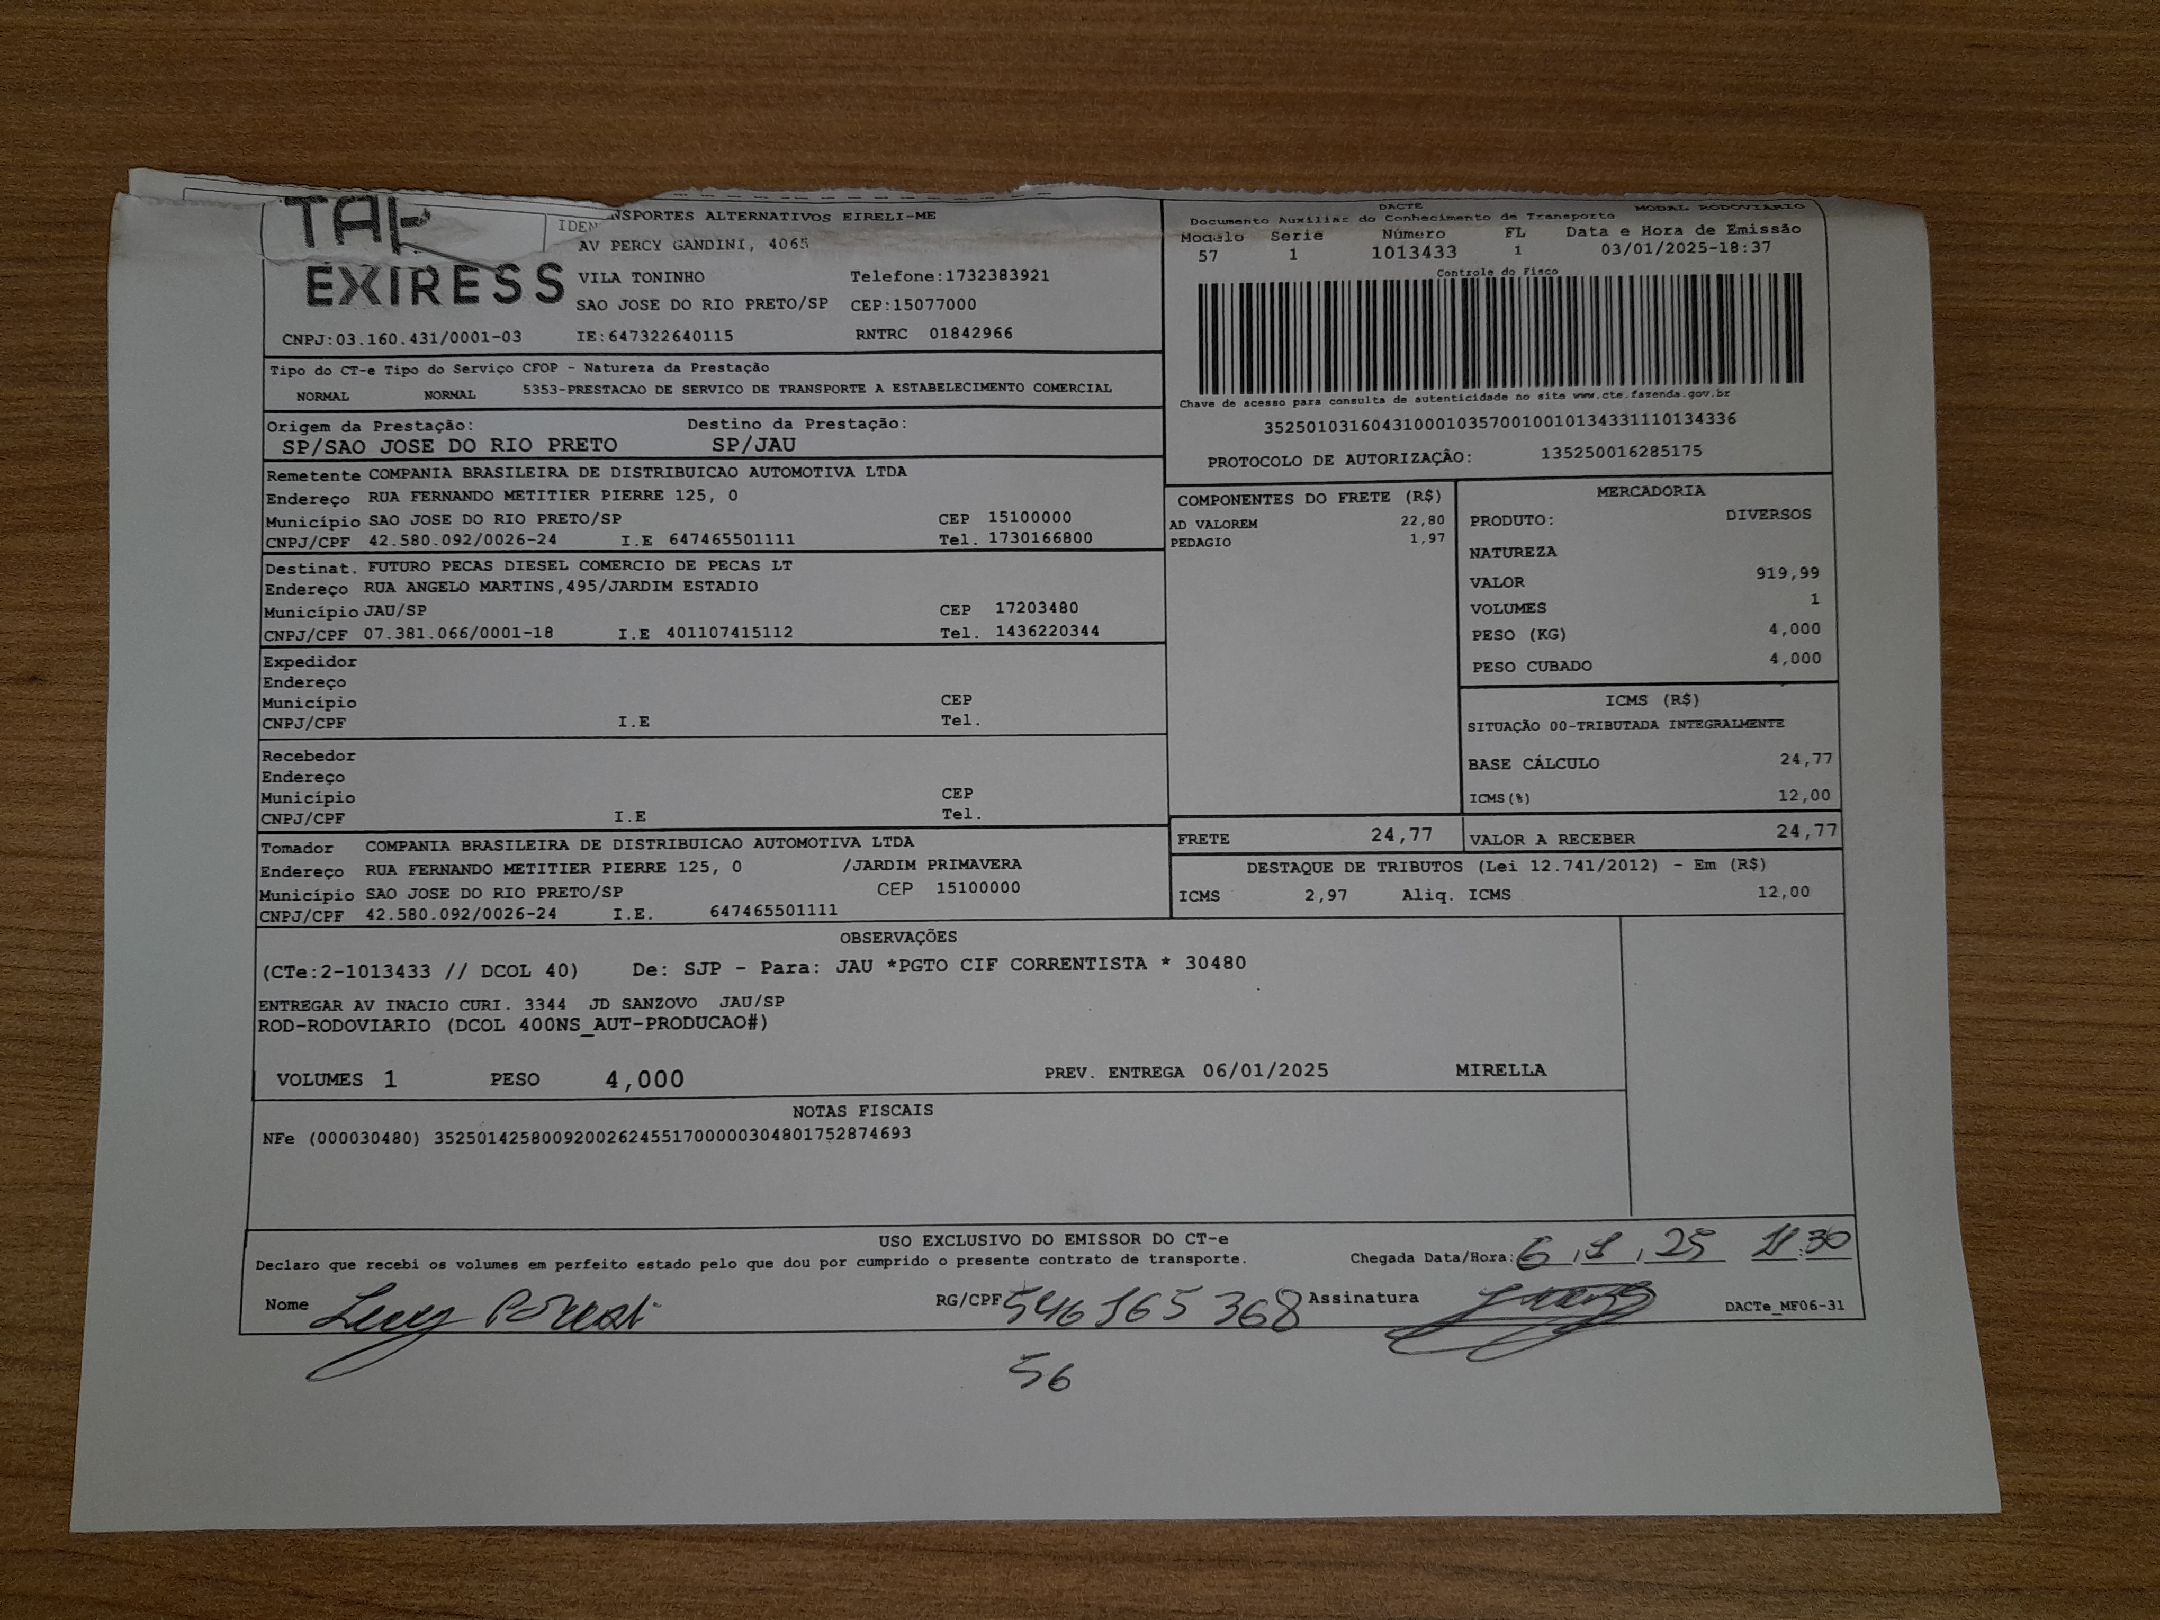 TAP
EXIRESS
NSPORTES ALTERNATIVOS EIRELI-ME
AV PERCY GANDINI, 4065
VILA TONINHO Telefone:1732383921
SAO JOSE DO RIO PRETO/SP CEP:15077000
CNPJ:03.160.431/0001-03 IE:647322640115 RNTRC 01842966
DACTE MODAL RODOVIARIO
Documento Auxiliar do Conhecimento de Transporte
Modelo Serie Número FL Data e Hora de Emissão
57 1 1013433 1 03/01/2025-18:37
Controle do Fisco
Chave de acesso para consulta de autenticidade no site www.cte.fazenda.gov.br
35250103160431000103570010010134331110134336
PROTOCOLO DE AUTORIZAÇÃO: 135250016285175
Tipo do CT-e Tipo do Serviço CFOP - Natureza da Prestação
NORMAL NORMAL 5353-PRESTACAO DE SERVICO DE TRANSPORTE A ESTABELECIMENTO COMERCIAL
Origem da Prestação: Destino da Prestação:
SP/SAO JOSE DO RIO PRETO SP/JAU
Remetente COMPANIA BRASILEIRA DE DISTRIBUICAO AUTOMOTIVA LTDA
Endereço RUA FERNANDO METITIER PIERRE 125, 0
Município SAO JOSE DO RIO PRETO/SP CEP 15100000
CNPJ/CPF 42.580.092/0026-24 I.E 647465501111 Tel. 1730166800
Destinat. FUTURO PECAS DIESEL COMERCIO DE PECAS LT
Endereço RUA ANGELO MARTINS,495/JARDIM ESTADIO
Município JAU/SP CEP 17203480
CNPJ/CPF 07.381.066/0001-18 I.E 401107415112 Tel. 1436220344
Expedidor
Endereço
Município CEP
CNPJ/CPF I.E Tel.
Recebedor
Endereço
Município CEP
CNPJ/CPF I.E Tel.
Tomador COMPANIA BRASILEIRA DE DISTRIBUICAO AUTOMOTIVA LTDA
Endereço RUA FERNANDO METITIER PIERRE 125, 0 /JARDIM PRIMAVERA
Município SAO JOSE DO RIO PRETO/SP CEP 15100000
CNPJ/CPF 42.580.092/0026-24 I.E. 647465501111
COMPONENTES DO FRETE (R$)
AD VALOREM 22,80
PEDAGIO 1,97
MERCADORIA
PRODUTO: DIVERSOS
NATUREZA
VALOR 919,99
VOLUMES 1
PESO (KG) 4,000
PESO CUBADO 4,000
ICMS (R$)
SITUAÇÃO 00-TRIBUTADA INTEGRALMENTE
BASE CÁLCULO 24,77
ICMS(%) 12,00
FRETE 24,77 VALOR A RECEBER 24,77
DESTAQUE DE TRIBUTOS (Lei 12.741/2012) - Em (R$)
ICMS 2,97 Aliq. ICMS 12,00
OBSERVAÇÕES
(CTe:2-1013433 // DCOL 40) De: SJP - Para: JAU *PGTO CIF CORRENTISTA * 30480
ENTREGAR AV INACIO CURI. 3344 JD SANZOVO JAU/SP
ROD-RODOVIARIO (DCOL 400NS_AUT-PRODUCAO#)
VOLUMES 1 PESO 4,000 PREV. ENTREGA 06/01/2025 MIRELLA
NOTAS FISCAIS
NFe (000030480) 35250142580092002624551700000304801752874693
USO EXCLUSIVO DO EMISSOR DO CT-e
Declaro que recebi os volumes em perfeito estado pelo que dou por cumprido o presente contrato de transporte. Chegada Data/Hora: 6,1,25 11:30
Nome RG/CPF 546 165 368 Assinatura DACTe_MF06-31
56